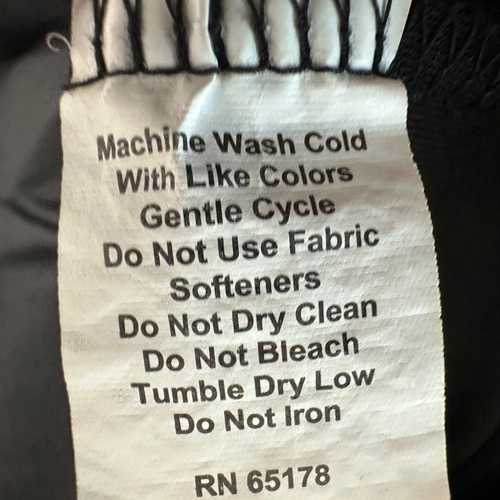 Machine Wash Cold
With Like Colors
Gentle Cycle
Do Not Use Fabric
Softeners
Do Not Dry Clean
Do Not Bleach
Tumble Dry Low
Do Not Iron
RN 65178